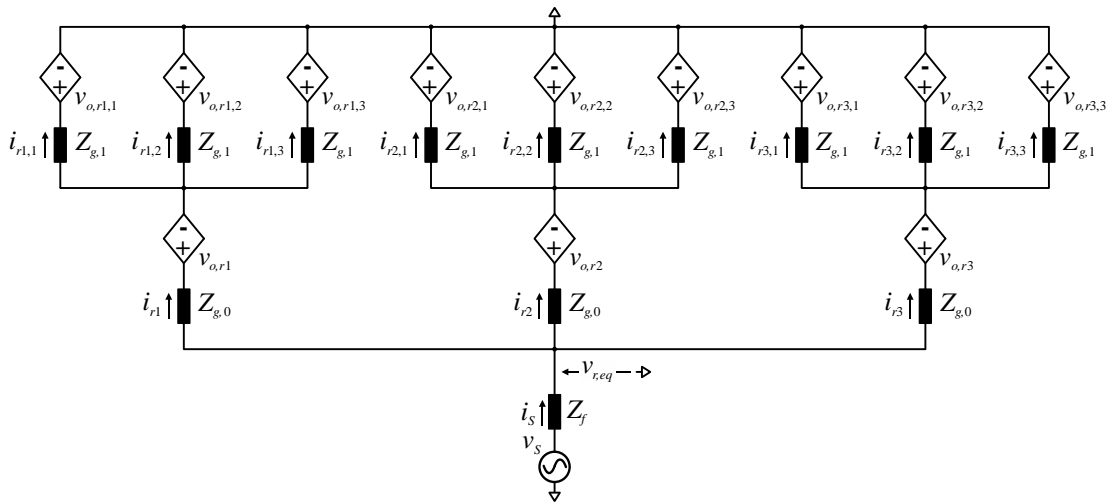 - - - - - - - - -
+ + + + + + + + +
v_{o,r1,1} v_{o,r1,2} v_{o,r1,3} v_{o,r2,1} v_{o,r2,2} v_{o,r2,3} v_{o,r3,1} v_{o,r3,2} v_{o,r3,3}
i_{r1,1} Z_{g,1} i_{r1,2} Z_{g,1} i_{r1,3} Z_{g,1} i_{r2,1} Z_{g,1} i_{r2,2} Z_{g,1} i_{r2,3} Z_{g,1} i_{r3,1} Z_{g,1} i_{r3,2} Z_{g,1} i_{r3,3} Z_{g,1}
- - -
+ + +
v_{o,r1} v_{o,r2} v_{o,r3}
i_{r1} Z_{g,0} i_{r2} Z_{g,0} i_{r3} Z_{g,0}
v_{r,eq}
i_S Z_f
v_S